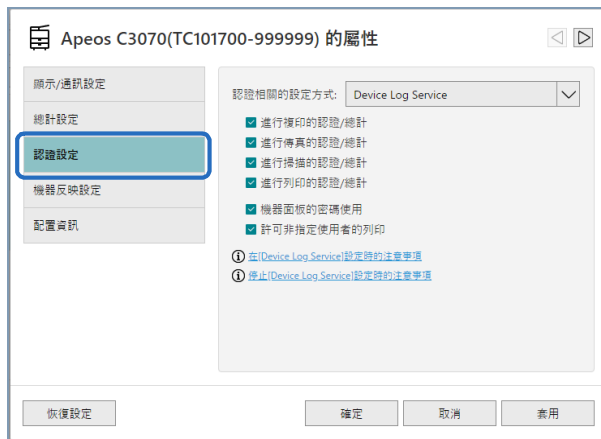 Apeos C3070(TC101700-999999) 的屬性
顯示/通訊設定
總計設定
認證設定
機器反映設定
配置資訊
認證相關的設定方式: Device Log Service
進行複印的認證/總計
進行傳真的認證/總計
進行掃描的認證/總計
進行列印的認證/總計
機器面板的密碼使用
許可非指定使用者的列印
在[Device Log Service]設定時的注意事項
停止[Device Log Service]設定時的注意事項
恢復設定 確定 取消 套用